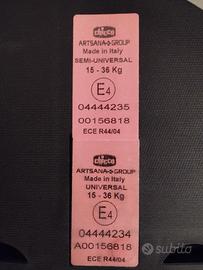 chicco
ARTSANA GROUP
Made in Italy
SEMI-UNIVERSAL
15 - 36 Kg
E4
04444235
00156818
ECE R44/04
chicco
ARTSANA GROUP
Made in Italy
UNIVERSAL
15 - 36 Kg
E4
04444234
A00156818
ECE R44/04
subito